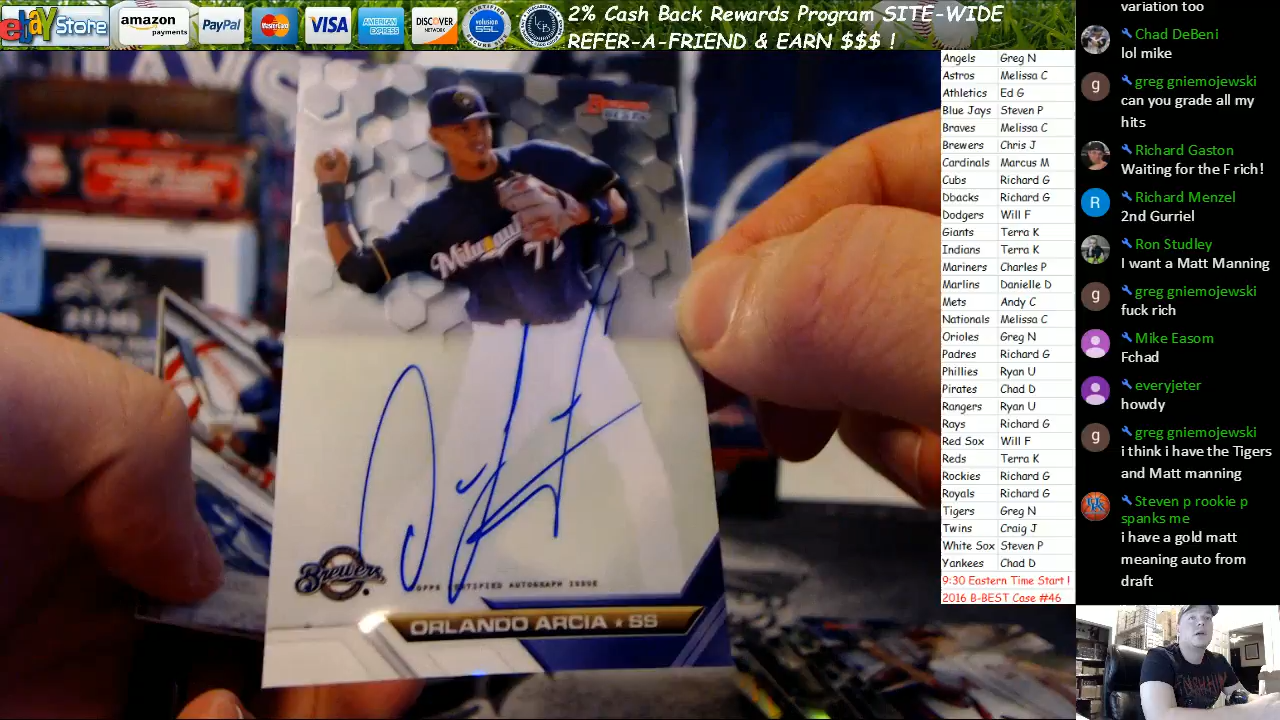 ebay Store
amazon payments
PayPal
MasterCard
VISA
AMERICAN EXPRESS
DISCOVER NETWORK
volusion SSL
2% Cash Back Rewards Program SITE-WIDE
REFER-A-FRIEND & EARN $$$ !
Angels Greg N
Astros Melissa C
Athletics Ed G
Blue Jays Steven P
Braves Melissa C
Brewers Chris J
Cardinals Marcus M
Cubs Richard G
Dbacks Richard G
Dodgers Will F
Giants Terra K
Indians Terra K
Mariners Charles P
Marlins Danielle D
Mets Andy C
Nationals Melissa C
Orioles Greg N
Padres Richard G
Phillies Ryan U
Pirates Chad D
Rangers Ryan U
Rays Richard G
Red Sox Will F
Reds Terra K
Rockies Richard G
Royals Richard G
Tigers Greg N
Twins Craig J
White Sox Steven P
Yankees Chad D
9:30 Eastern Time Start !
2016 B-BEST Case #46
variation too
Chad DeBeni
lol mike
greg gniemojewski
can you grade all my
hits
Richard Gaston
Waiting for the F rich!
Richard Menzel
2nd Gurriel
Ron Studley
I want a Matt Manning
greg gniemojewski
fuck rich
Mike Easom
Fchad
everyjeter
howdy
greg gniemojewski
i think i have the Tigers
and Matt manning
Steven p rookie p
spanks me
i have a gold matt
meaning auto from
draft
Brewers
TOPPS CERTIFIED AUTOGRAPH ISSUE
ORLANDO ARCIA ★ SS